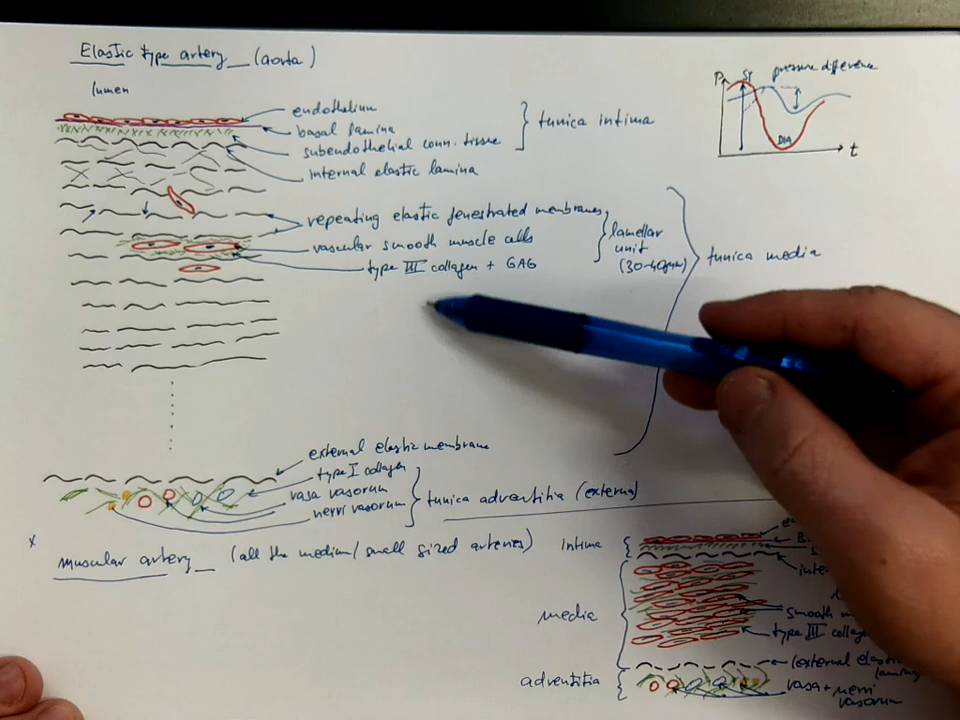 Elastic type artery (aorta)
lumen
endothelium
basal lamina
subendothelial conn. tissue
internal elastic lamina
tunica intima
P
SY
pressure difference
DIA
t
repeating elastic fenestrated membranes
vascular smooth muscle cells
type III collagen + GAG
lamellar
unit
(30-40µm)
tunica media
external elastic membrane
type I collagen
vasa vasorum
nervi vasorum
tunica adventitia (externa)
x
muscular artery (all the medium/small sized arteries)
intima
media
smooth m
type III collage
adventitia
(external elastic
lamina)
vasa + nervi
vasorum